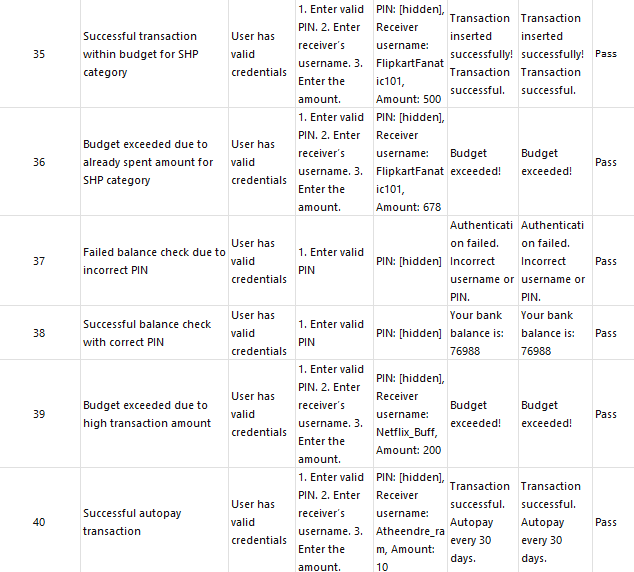 35
Successful transaction
within budget for SHP
category
User has
valid
credentials
1. Enter valid
PIN. 2. Enter
receiver's
username. 3.
Enter the
amount.
PIN: [hidden],
Receiver
username:
FlipkartFanat
ic101,
Amount: 500
Transaction
inserted
successfully!
Transaction
successful.
Transaction
inserted
successfully!
Transaction
successful.
Pass
36
Budget exceeded due to
already spent amount for
SHP category
User has
valid
credentials
1. Enter valid
PIN. 2. Enter
receiver's
username. 3.
Enter the
amount.
PIN: [hidden],
Receiver
username:
FlipkartFanat
ic101,
Amount: 678
Budget
exceeded!
Budget
exceeded!
Pass
37
Failed balance check due to
incorrect PIN
User has
valid
credentials
1. Enter valid
PIN
PIN: [hidden]
Authenticati
on failed.
Incorrect
username or
PIN.
Authenticati
on failed.
Incorrect
username or
PIN.
Pass
38
Successful balance check
with correct PIN
User has
valid
credentials
1. Enter valid
PIN
PIN: [hidden]
Your bank
balance is:
76988
Your bank
balance is:
76988
Pass
39
Budget exceeded due to
high transaction amount
User has
valid
credentials
1. Enter valid
PIN. 2. Enter
receiver's
username. 3.
Enter the
amount.
PIN: [hidden],
Receiver
username:
Netflix_Buff,
Amount: 200
Budget
exceeded!
Budget
exceeded!
Pass
40
Successful autopay
transaction
User has
valid
credentials
1. Enter valid
PIN. 2. Enter
receiver's
username. 3.
Enter the
amount.
PIN: [hidden],
Receiver
username:
Atheendre_ra
m, Amount:
10
Transaction
successful.
Autopay
every 30
days.
Transaction
successful.
Autopay
every 30
days.
Pass